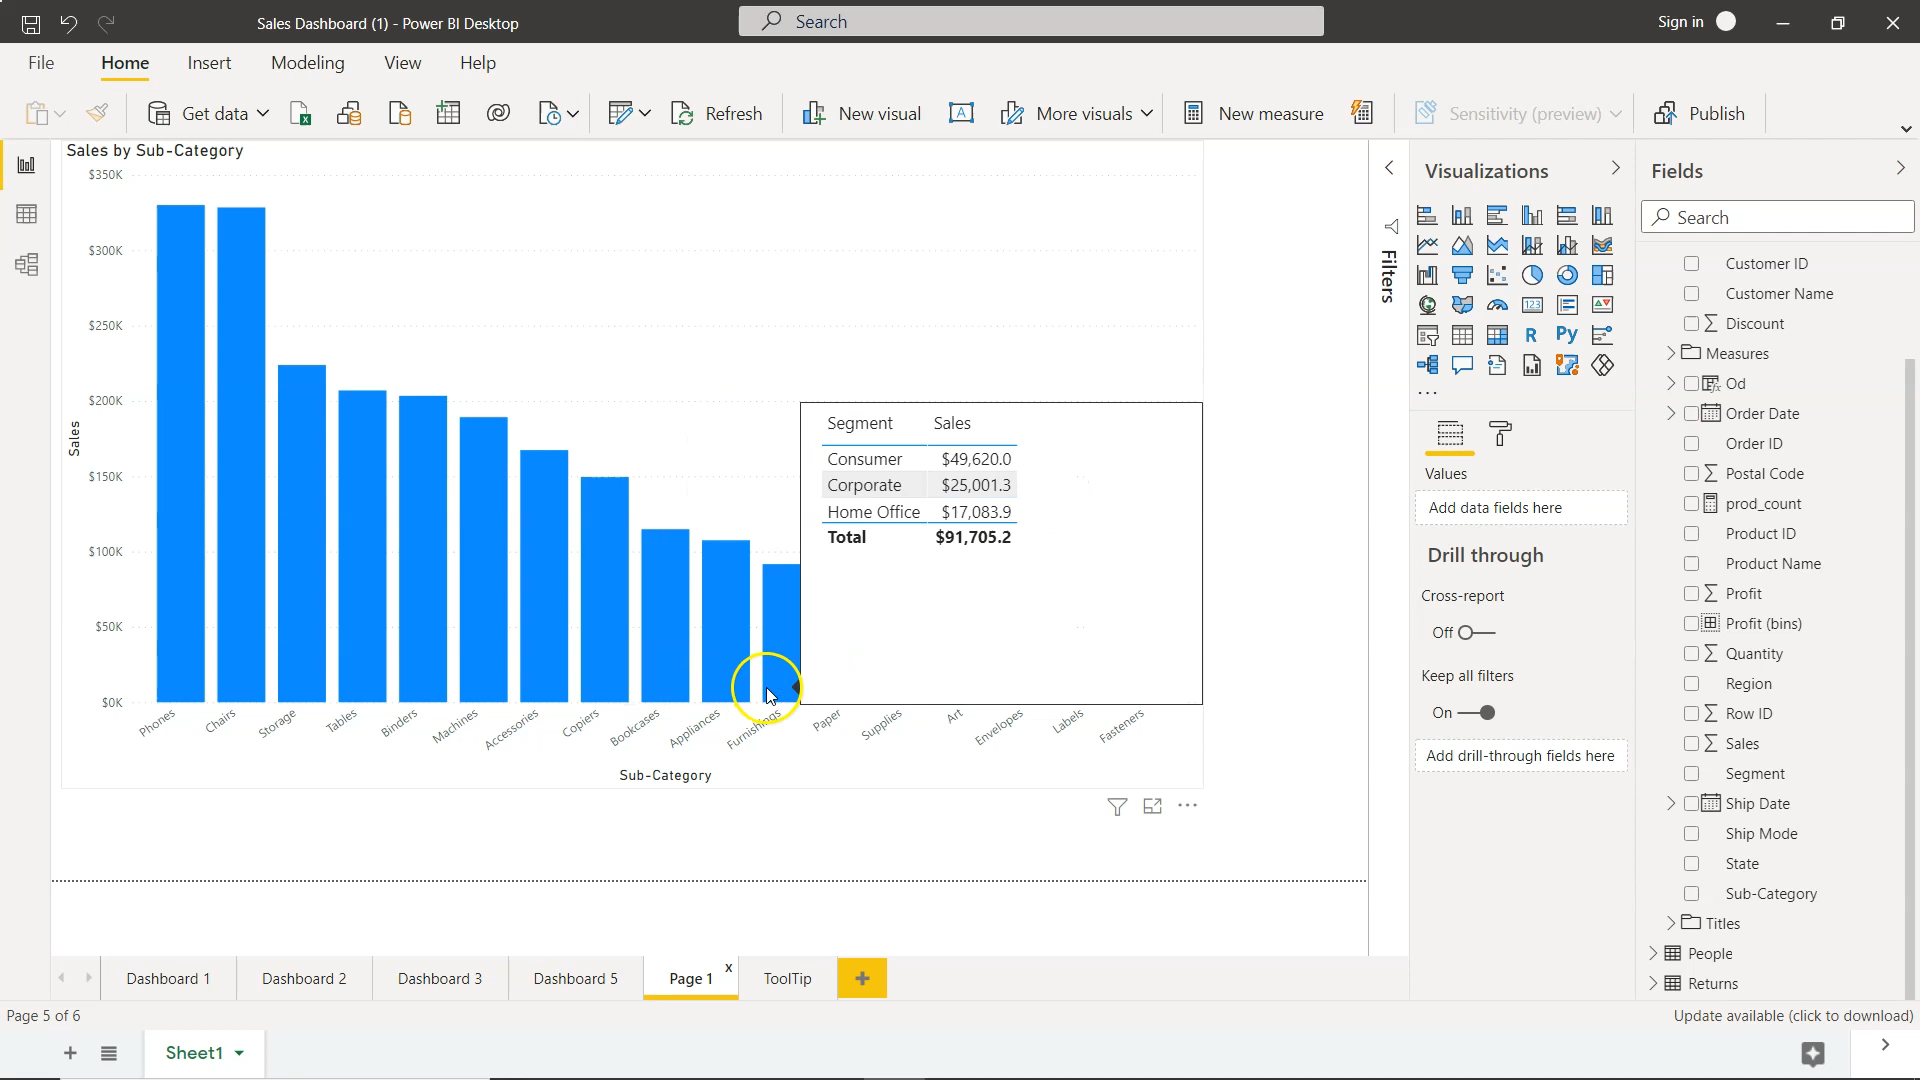 Sales Dashboard (1) - Power BI Desktop
Search
Sign in
File Home Insert Modeling View Help
Get data Refresh New visual More visuals New measure Sensitivity (preview) Publish
Sales by Sub-Category
$350K
$300K
$250K
$200K
$150K
$100K
$50K
$0K
Sales
Phones Chairs Storage Tables Binders Machines Accessories Copiers Bookcases Appliances Furnishings Paper Supplies Art Envelopes Labels Fasteners
Sub-Category
Segment Sales
Consumer $49,620.0
Corporate $25,001.3
Home Office $17,083.9
Total $91,705.2
Filters
Visualizations
123
R Py
Values
Add data fields here
Drill through
Cross-report
Off
Keep all filters
On
Add drill-through fields here
Fields
Search
Customer ID
Customer Name
Discount
Measures
Od
Order Date
Order ID
Postal Code
prod_count
Product ID
Product Name
Profit
Profit (bins)
Quantity
Region
Row ID
Sales
Segment
Ship Date
Ship Mode
State
Sub-Category
Titles
People
Returns
Dashboard 1 Dashboard 2 Dashboard 3 Dashboard 5 Page 1 x ToolTip +
Page 5 of 6
Update available (click to download)
+ Sheet1